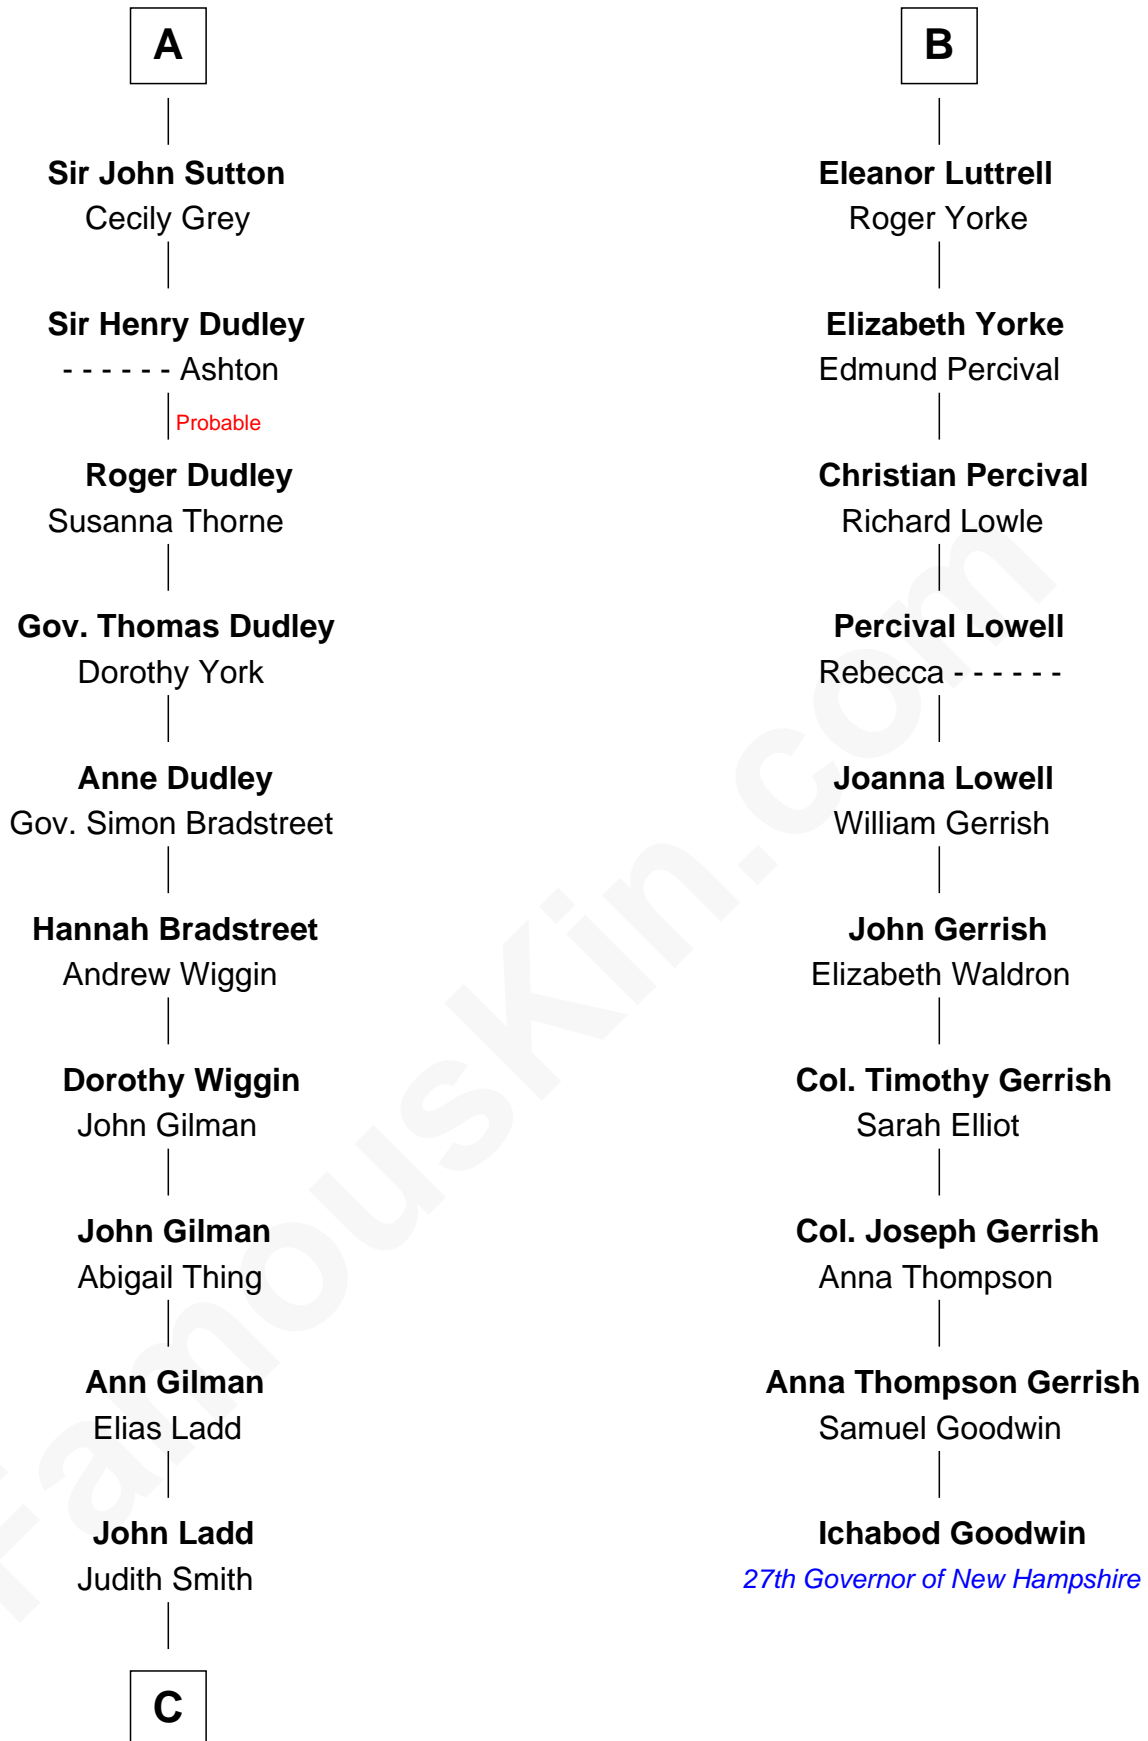 A
Sir John Sutton
Cecily Grey
Sir Henry Dudley
- - - - - - Ashton
Probable
Roger Dudley
Susanna Thorne
Gov. Thomas Dudley
Dorothy York
Anne Dudley
Gov. Simon Bradstreet
Hannah Bradstreet
Andrew Wiggin
Dorothy Wiggin
John Gilman
John Gilman
Abigail Thing
Ann Gilman
Elias Ladd
John Ladd
Judith Smith
C
B
Eleanor Luttrell
Roger Yorke
Elizabeth Yorke
Edmund Percival
Christian Percival
Richard Lowle
Percival Lowell
Rebecca - - - - - -
Joanna Lowell
William Gerrish
John Gerrish
Elizabeth Waldron
Col. Timothy Gerrish
Sarah Elliot
Col. Joseph Gerrish
Anna Thompson
Anna Thompson Gerrish
Samuel Goodwin
Ichabod Goodwin
27th Governor of New Hampshire
FamousKin.com